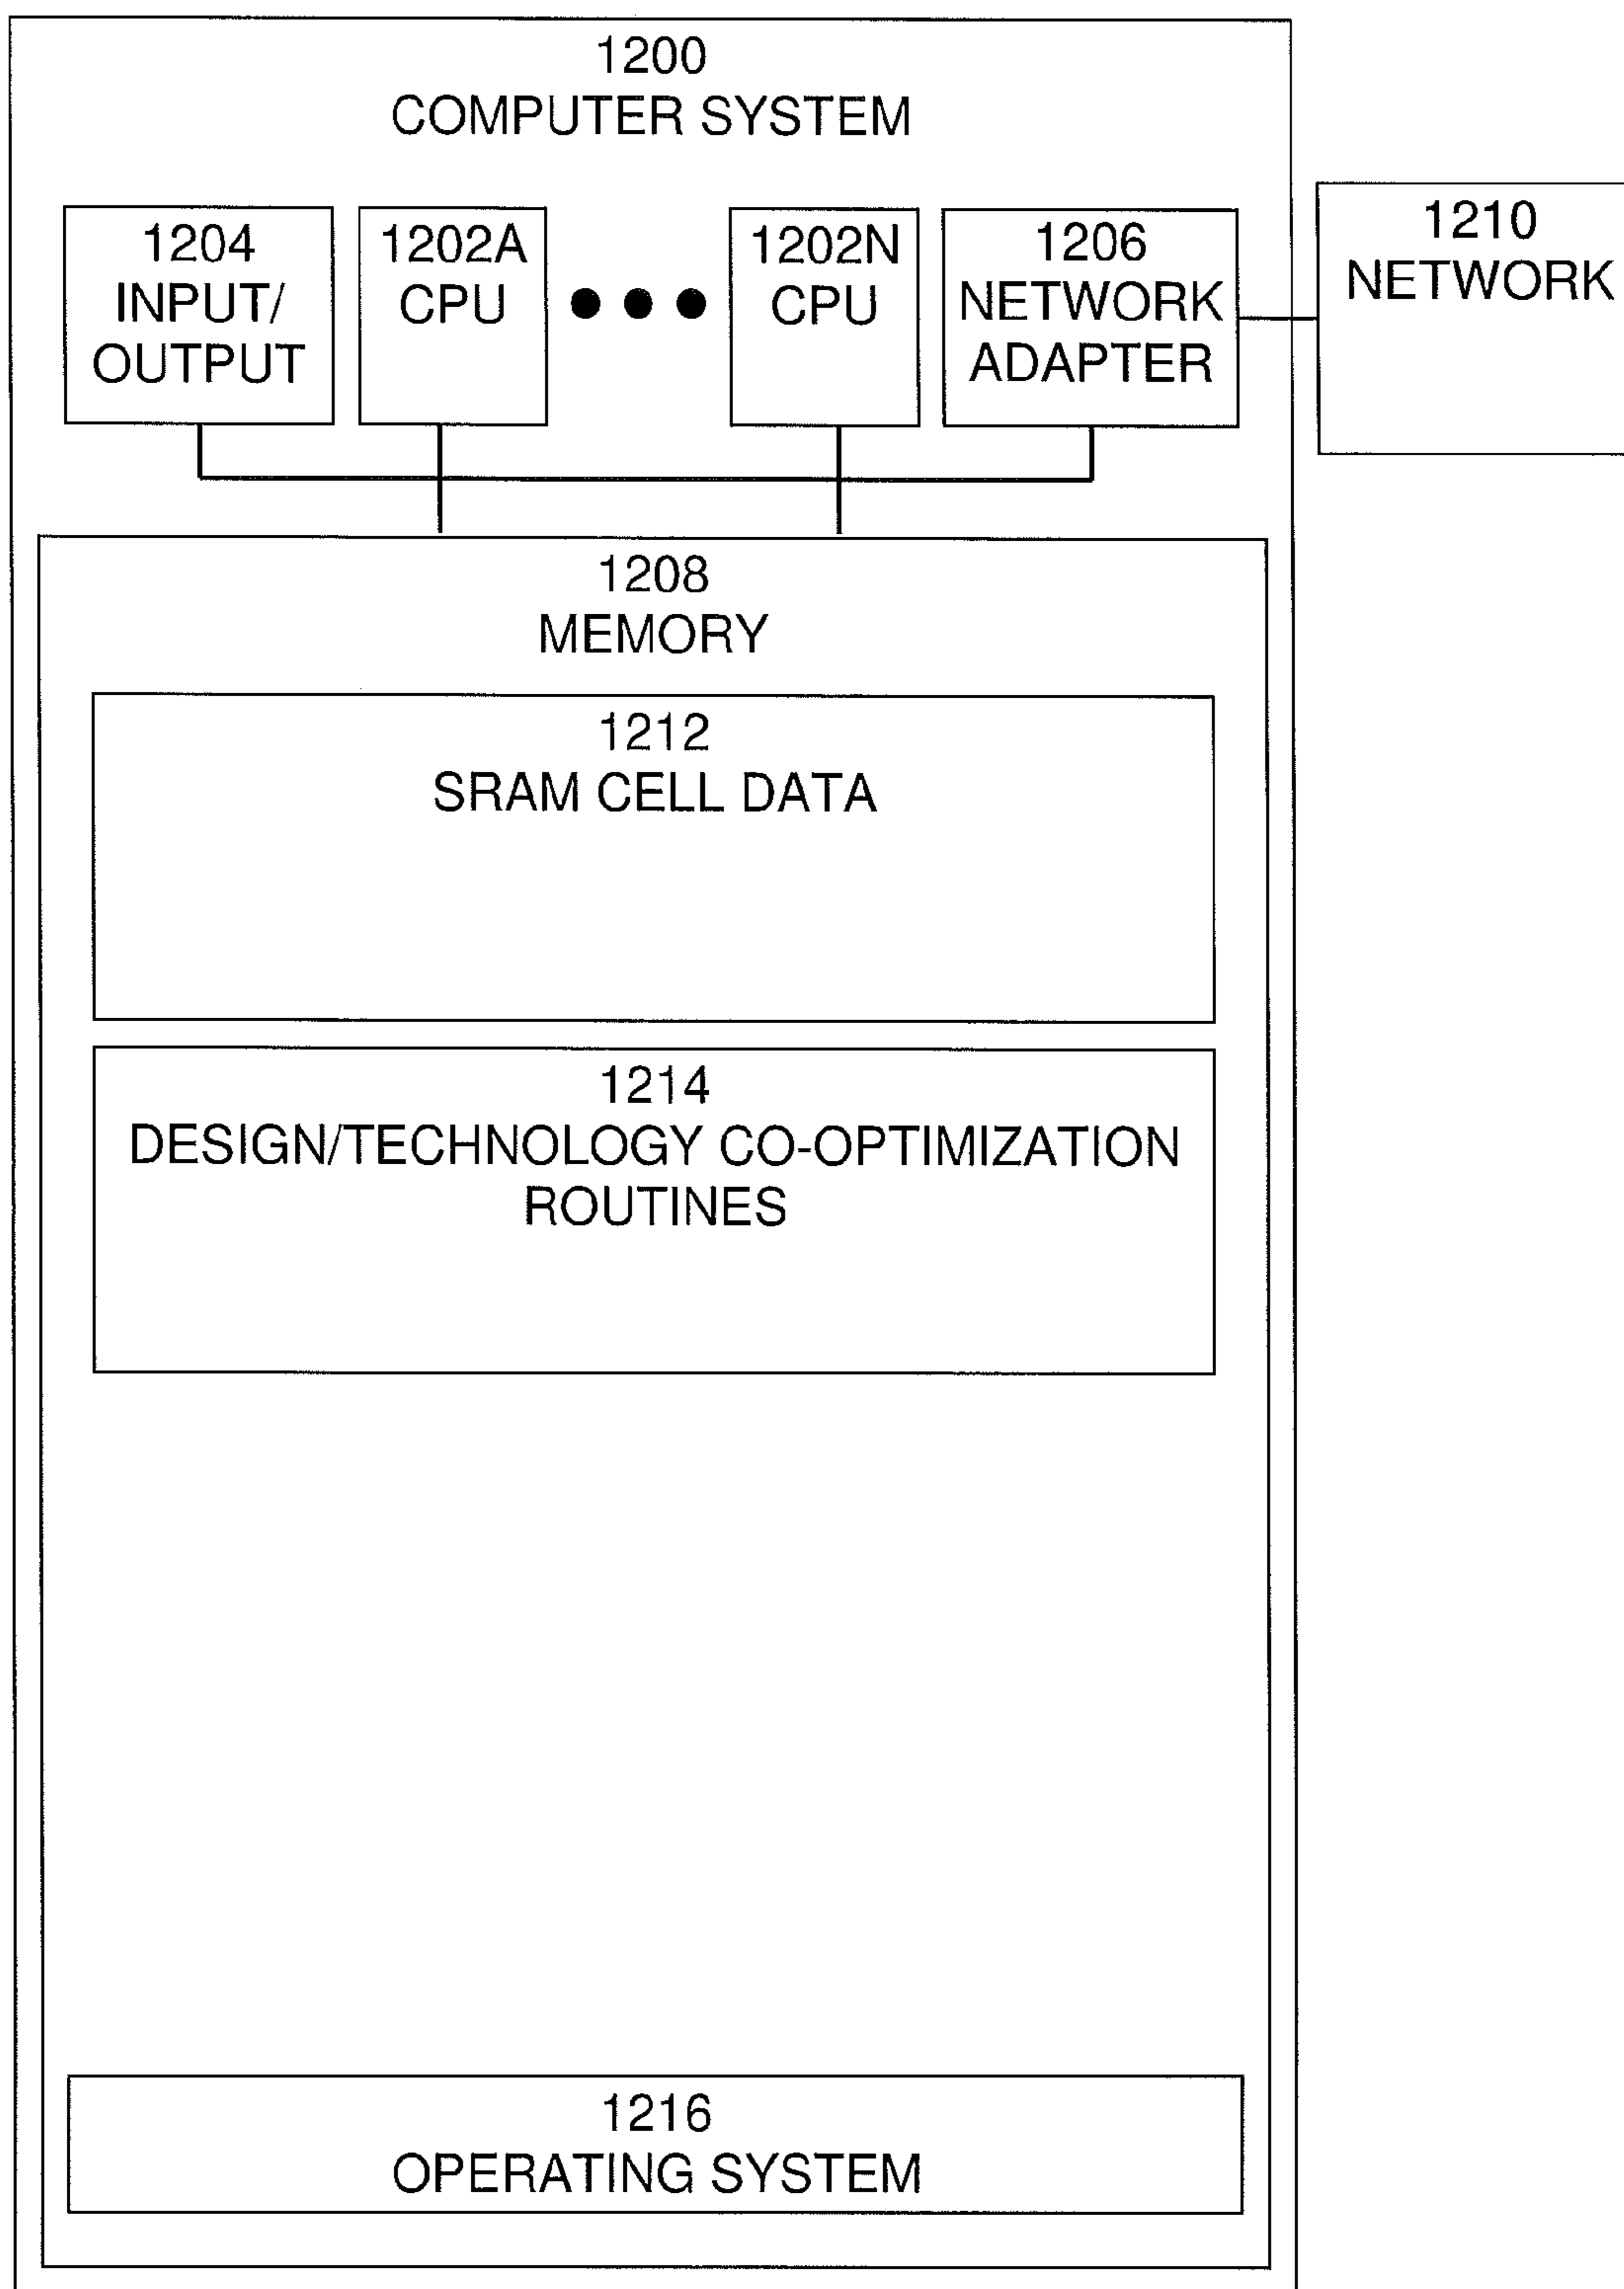 1200
COMPUTER SYSTEM
1204
INPUT/
OUTPUT
1202A
CPU
1202N
CPU
1206
NETWORK
ADAPTER
1210
NETWORK
1208
MEMORY
1212
SRAM CELL DATA
1214
DESIGN/TECHNOLOGY CO-OPTIMIZATION
ROUTINES
1216
OPERATING SYSTEM